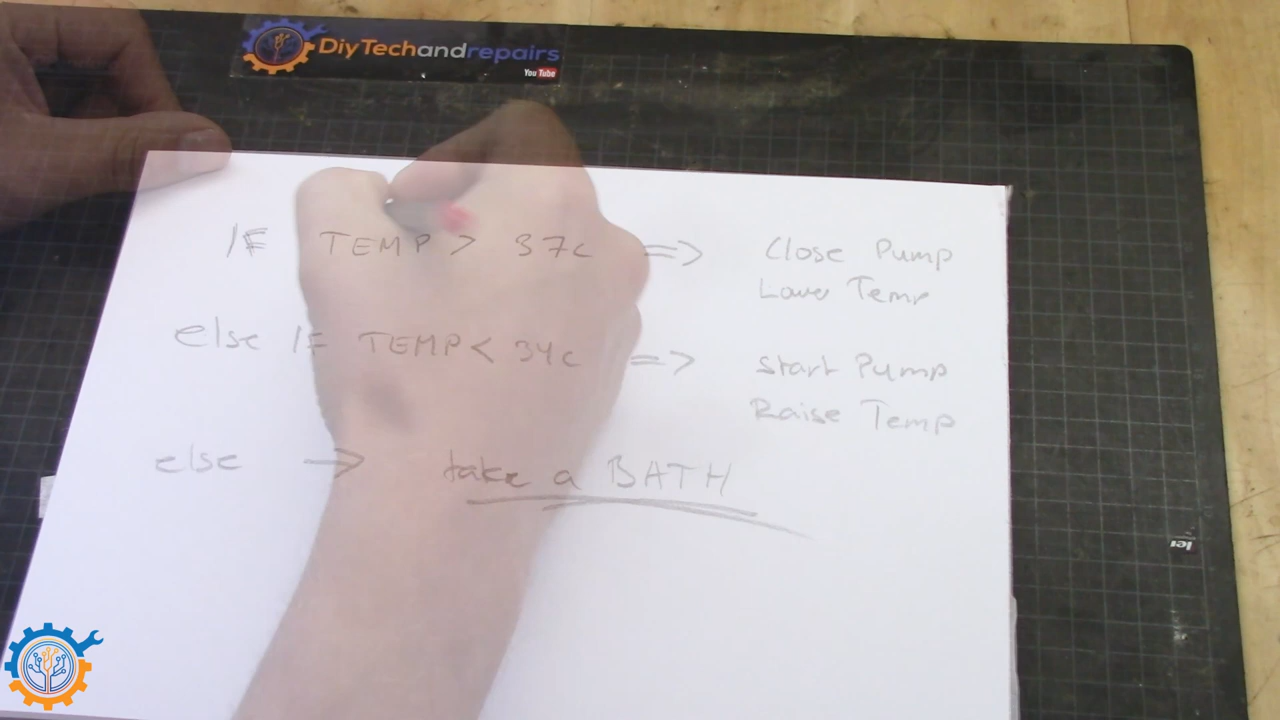 DiyTechandrepairs
YouTube
IF TEMP > 37c => Close Pump
Lower Temp
else IF TEMP < 34c => Start Pump
Raise Temp
else → take a BATH